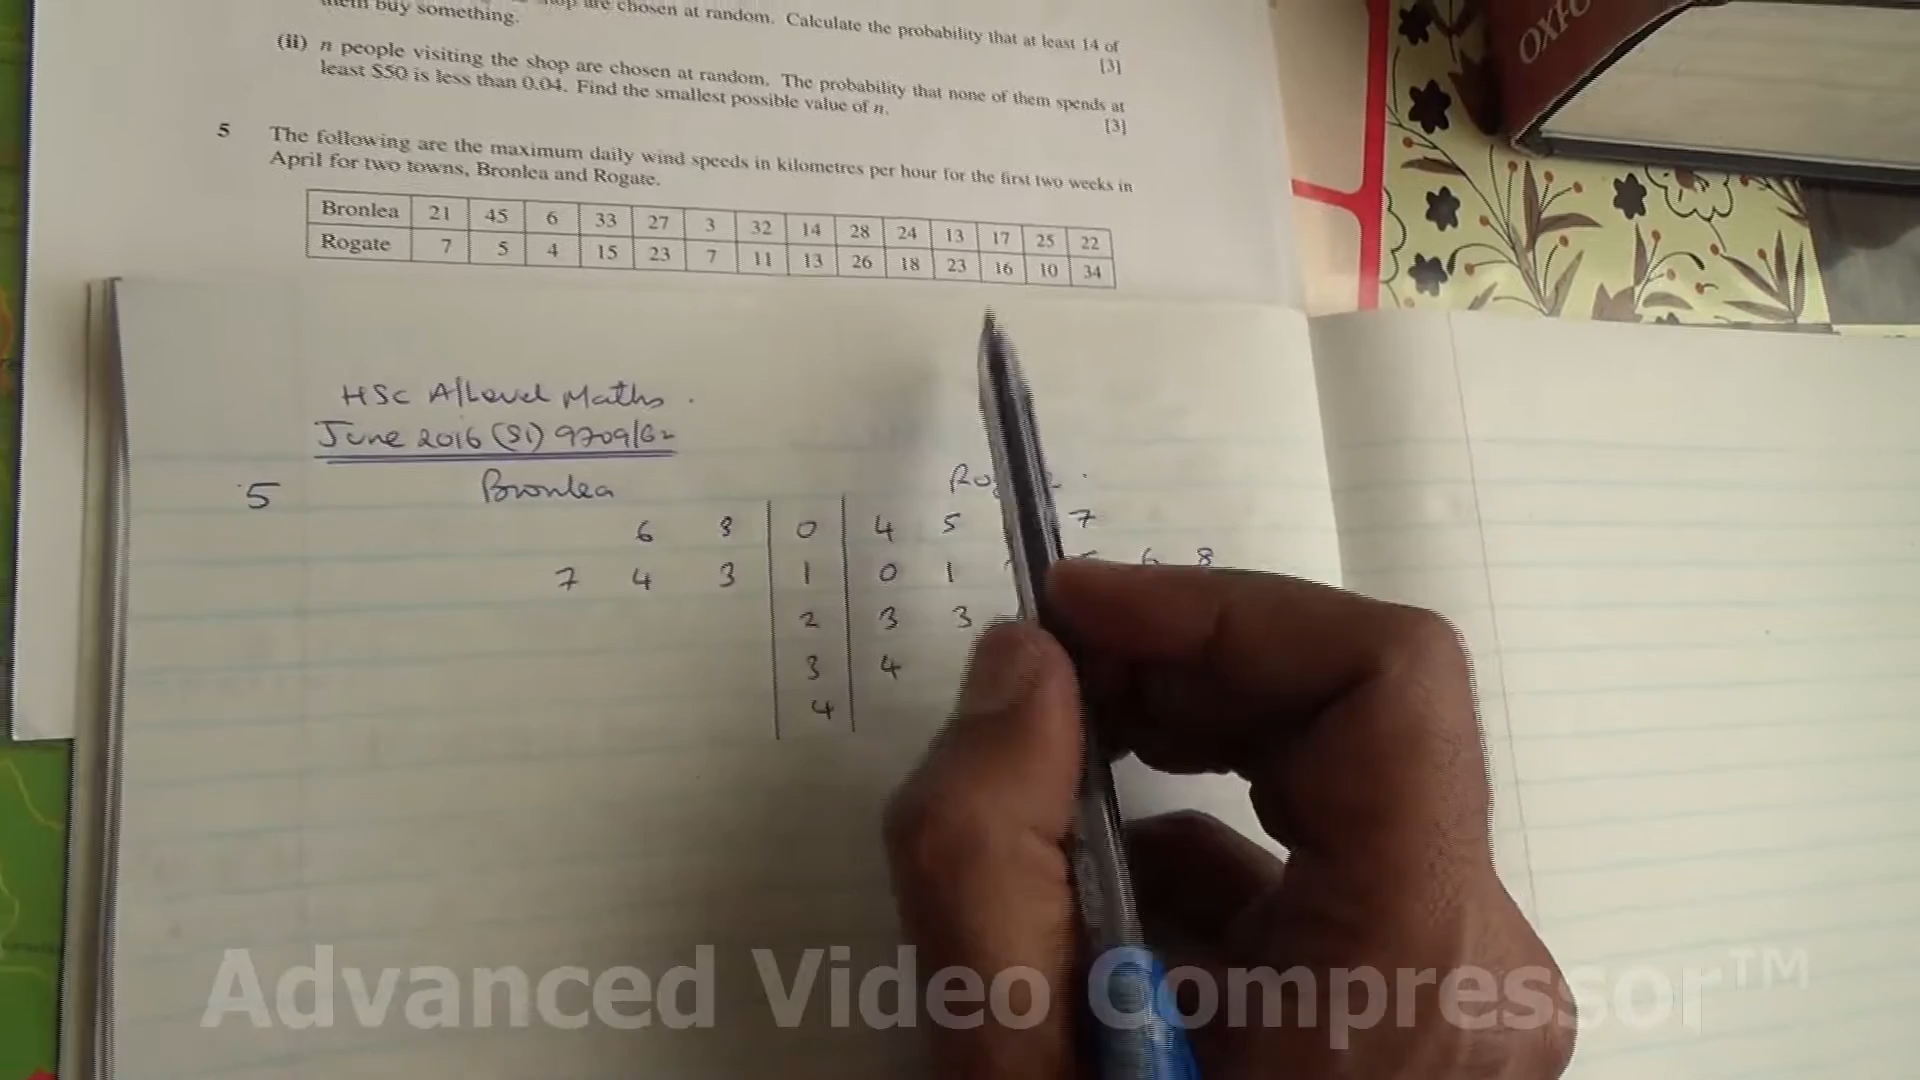 shop are chosen at random. Calculate the probability that at least 14 of
them buy something. [3]
(ii) n people visiting the shop are chosen at random. The probability that none of them spends at
least $50 is less than 0.04. Find the smallest possible value of n. [3]
5 The following are the maximum daily wind speeds in kilometres per hour for the first two weeks in
April for two towns, Bronlea and Rogate.
Bronlea 21 45 6 33 27 3 32 14 28 24 13 17 25 22
Rogate 7 5 4 15 23 7 11 13 26 18 23 16 10 34
OXFO
HSC A/Level Maths.
June 2016 (S1) 9709/62
5 Bronlea
6 3 0 4 5 7
7 4 3 1 0 1 6 8
2 3 3
3 4
4
Advanced Video Compressor™